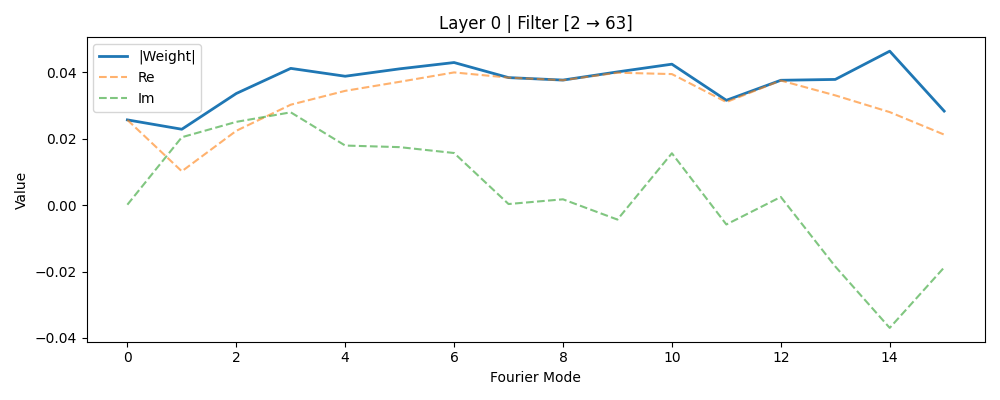 Layer 0 | Filter [2 → 63]
|Weight|
Re
Im
Value
0.04
0.02
0.00
−0.02
−0.04
0 2 4 6 8 10 12 14
Fourier Mode